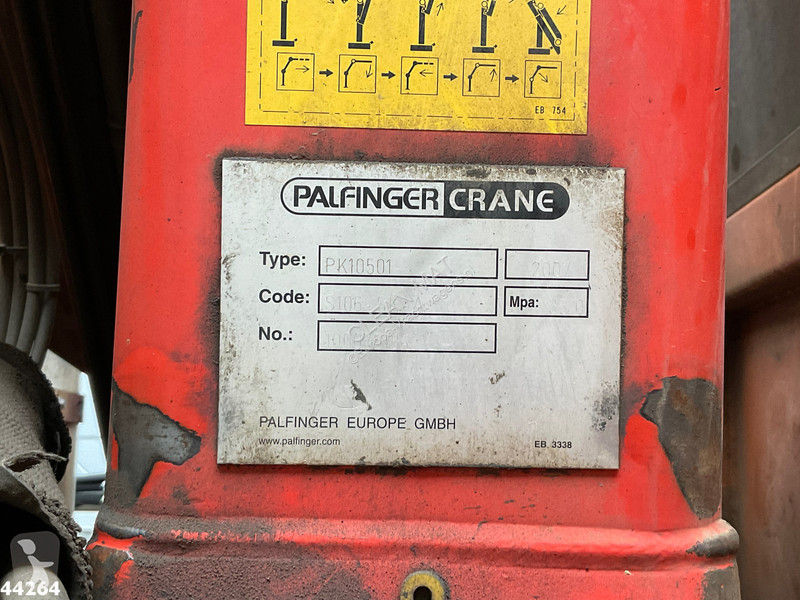 EB 754
PALFINGER CRANE
Type: PK10501
Code:
Mpa:
No.:
PALFINGER EUROPE GMBH
www.palfinger.com
EB. 3338
44264